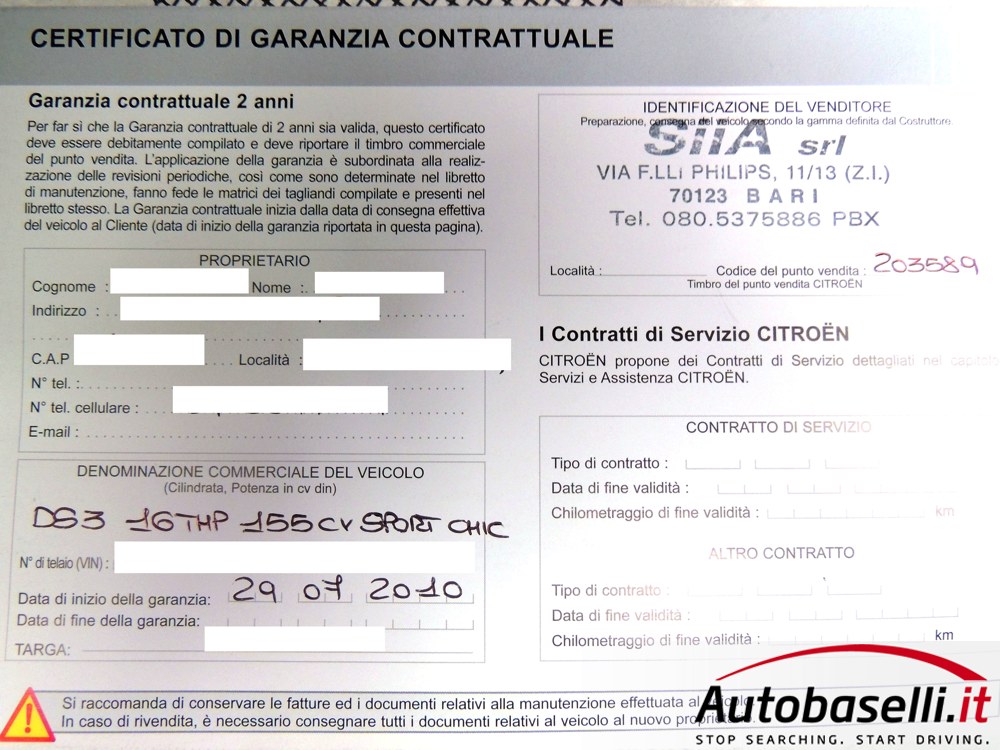 CERTIFICATO DI GARANZIA CONTRATTUALE
Garanzia contrattuale 2 anni
Per far sì che la Garanzia contrattuale di 2 anni sia valida, questo certificato
deve essere debitamente compilato e deve riportare il timbro commerciale
del punto vendita. L'applicazione della garanzia è subordinata alla realiz-
zazione delle revisioni periodiche, così come sono determinate nel libretto
di manutenzione, fanno fede le matrici dei tagliandi compilate e presenti nel
libretto stesso. La Garanzia contrattuale inizia dalla data di consegna effettiva
del veicolo al Cliente (data di inizio della garanzia riportata in questa pagina).
PROPRIETARIO
Cognome : Nome :
Indirizzo :
C.A.P Località :
N° tel. :
N° tel. cellulare :
E-mail :
DENOMINAZIONE COMMERCIALE DEL VEICOLO
(Cilindrata, Potenza in cv din)
DS3 16THP 155CV SPORT CHIC
N° di telaio (VIN) :
Data di inizio della garanzia: 29 07 2010
Data di fine della garanzia:
TARGA:
IDENTIFICAZIONE DEL VENDITORE
Preparazione, consegna del veicolo secondo la gamma definita dal Costruttore.
SiiA srl
VIA F.LLI PHILIPS, 11/13 (Z.I.)
70123 BARI
Tel. 080.5375886 PBX
Località : Codice del punto vendita : 203589
Timbro del punto vendita CITROËN
I Contratti di Servizio CITROËN
CITROËN propone dei Contratti di Servizio dettagliati nel capitolo
Servizi e Assistenza CITROËN.
CONTRATTO DI SERVIZIO
Tipo di contratto :
Data di fine validità :
Chilometraggio di fine validità : km
ALTRO CONTRATTO
Tipo di contratto :
Data di fine validità :
Chilometraggio di fine validità : km
Si raccomanda di conservare le fatture ed i documenti relativi alla manutenzione effettuata al veicolo.
In caso di rivendita, è necessario consegnare tutti i documenti relativi al veicolo al nuovo proprietario.
Autobaselli.it
STOP SEARCHING. START DRIVING.